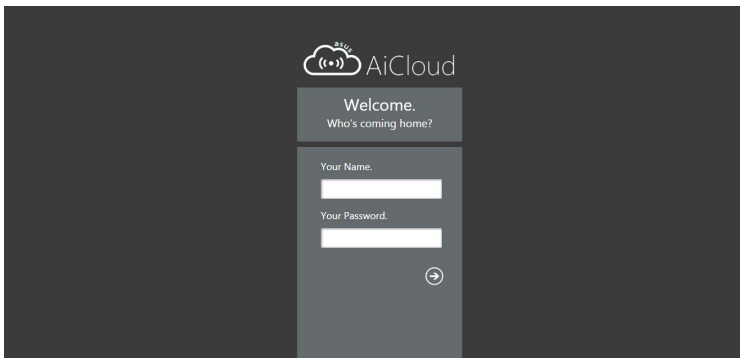 asus
AiCloud
Welcome.
Who's coming home?
Your Name.
Your Password.